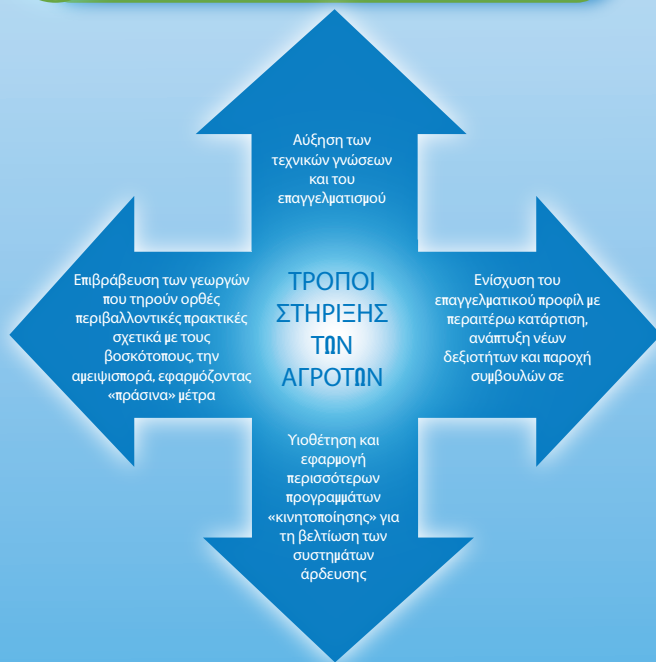 Αύξηση των
τεχνικών γνώσεων
και του
επαγγελματισμού
Επιβράβευση των γεωργών
που τηρούν ορθές
περιβαλλοντικές πρακτικές
σχετικά με τους
βοσκότοπους, την
αμειψισπορά, εφαρμόζοντας
«πράσινα» μέτρα
ΤΡΟΠΟΙ
ΣΤΗΡΙΞΗΣ
ΤΩΝ
ΑΓΡΟΤΩΝ
Ενίσχυση του
επαγγελματικού προφίλ με
περαιτέρω κατάρτιση,
ανάπτυξη νέων
δεξιοτήτων και παροχή
συμβουλών σε
Υιοθέτηση και
εφαρμογή
περισσότερων
προγραμμάτων
«κινητοποίησης» για
τη βελτίωση των
συστημάτων
άρδευσης